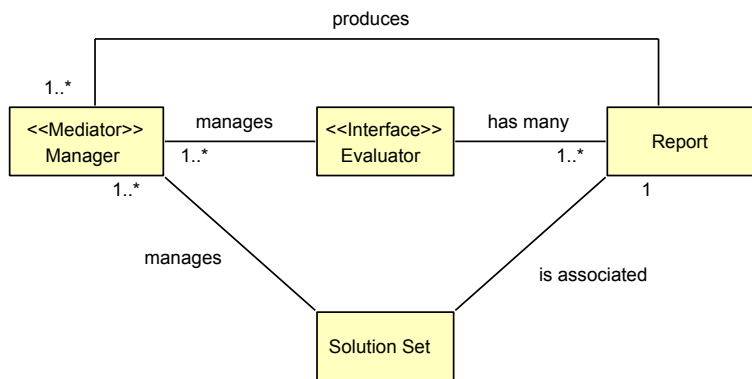 produces
1..*
<<Mediator>>
Manager
manages
1..*
<<Interface>>
Evaluator
has many
1..*
Report
1..*
1
manages
is associated
Solution Set